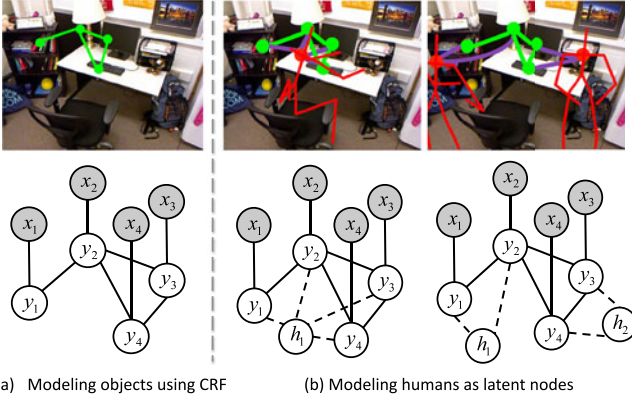 x₁ x₂ x₄ x₃
y₁ y₂ y₃ y₄
x₁ x₂ x₄ x₃
y₁ y₂ y₃ y₄ h₁
x₁ x₂ x₄ x₃
y₁ y₂ y₃ y₄ h₁ h₂
a) Modeling objects using CRF
(b) Modeling humans as latent nodes